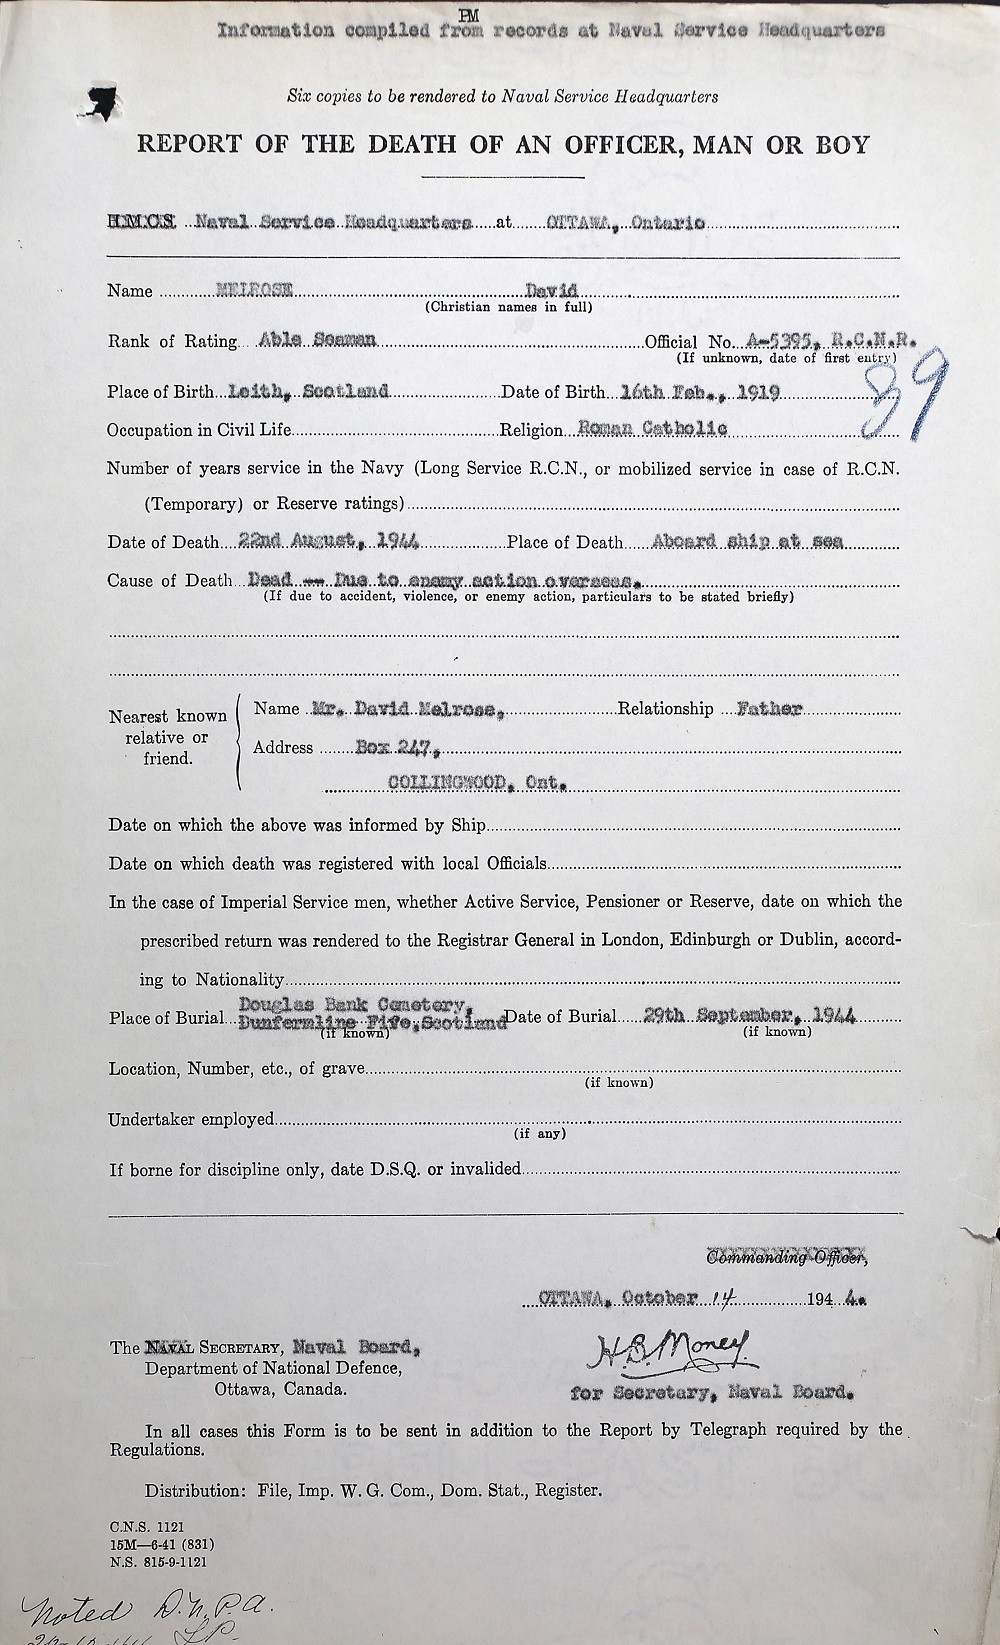 PM
Information compiled from records at Naval Service Headquarters
Six copies to be rendered to Naval Service Headquarters
REPORT OF THE DEATH OF AN OFFICER, MAN OR BOY
H.M.C.S. Naval Service Headquarters at OTTAWA, Ontario
Name MELROSE David
(Christian names in full)
Rank of Rating Able Seaman Official No. A-5395, R.C.N.R.
(If unknown, date of first entry)
89
Place of Birth Leith, Scotland Date of Birth 16th Feb., 1919
Occupation in Civil Life Religion Roman Catholic
Number of years service in the Navy (Long Service R.C.N., or mobilized service in case of R.C.N.
(Temporary) or Reserve ratings)
Date of Death 22nd August, 1944 Place of Death Aboard ship at sea
Cause of Death Dead -- Due to enemy action overseas.
(If due to accident, violence, or enemy action, particulars to be stated briefly)
Nearest known relative or friend.
Name Mr. David Melrose, Relationship Father
Address Box 247,
COLLINGWOOD, Ont.
Date on which the above was informed by Ship
Date on which death was registered with local Officials
In the case of Imperial Service men, whether Active Service, Pensioner or Reserve, date on which the
prescribed return was rendered to the Registrar General in London, Edinburgh or Dublin, accord-
ing to Nationality
Douglas Bank Cemetery,
Place of Burial Dunfermline Fife, Scotland Date of Burial 29th September, 1944
(if known) (if known)
Location, Number, etc., of grave
(if known)
Undertaker employed
(if any)
If borne for discipline only, date D.S.Q. or invalided
Commanding Officer,
OTTAWA, October 14 1944.
The NAVAL SECRETARY, Naval Board,
Department of National Defence,
Ottawa, Canada.
H.B. Money
for Secretary, Naval Board.
In all cases this Form is to be sent in addition to the Report by Telegraph required by the
Regulations.
Distribution: File, Imp. W. G. Com., Dom. Stat., Register.
C.N.S. 1121
15M—6-41 (831)
N.S. 815-9-1121
Noted D.N.P.A.